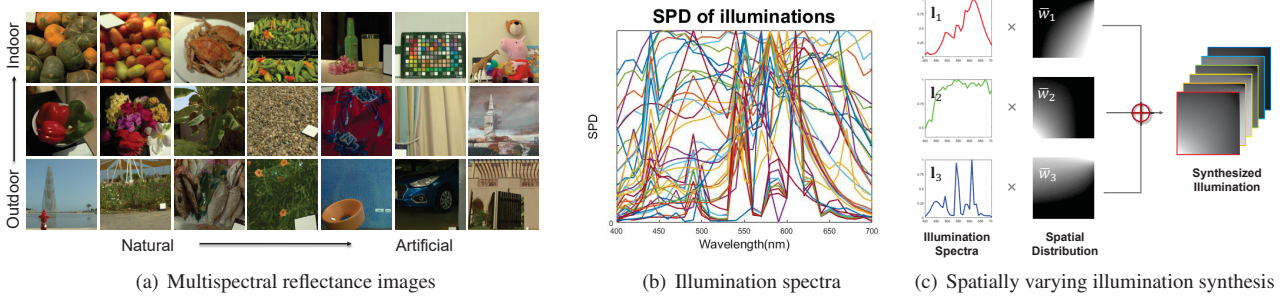 Indoor
Outdoor
Natural
Artificial
(a) Multispectral reflectance images
SPD of illuminations
SPD
0
400 450 500 550 600 650 700
Wavelength(nm)
(b) Illumination spectra
l₁ × w̅₁
l₂ × w̅₂
l₃ × w̅₃
Illumination
Spectra
Spatial
Distribution
Synthesized
Illumination
(c) Spatially varying illumination synthesis